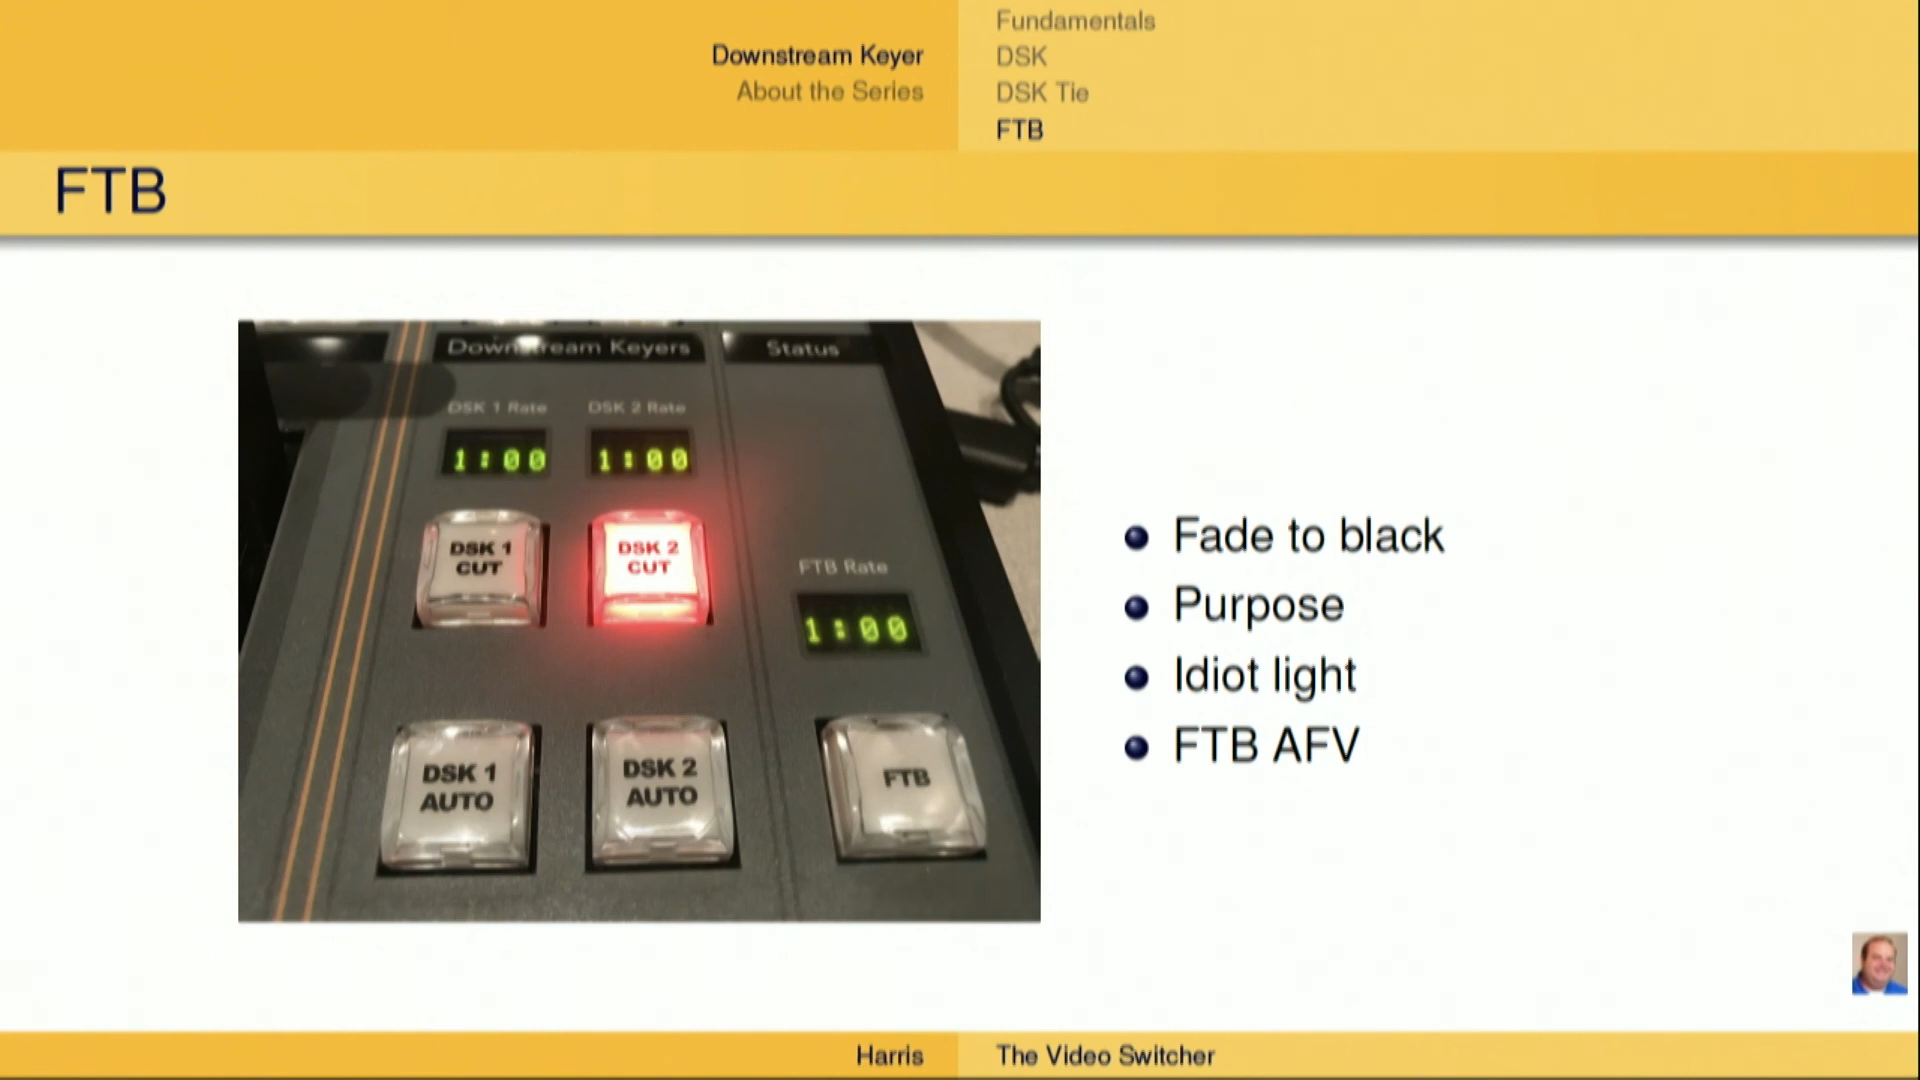 Downstream Keyer
About the Series
Fundamentals
DSK
DSK Tie
FTB
FTB
Downstream Keyers
Status
DSK 1 Rate
DSK 2 Rate
1:00
1:00
DSK 1
CUT
DSK 2
CUT
FTB Rate
1:00
DSK 1
AUTO
DSK 2
AUTO
FTB
Fade to black
Purpose
Idiot light
FTB AFV
Harris
The Video Switcher